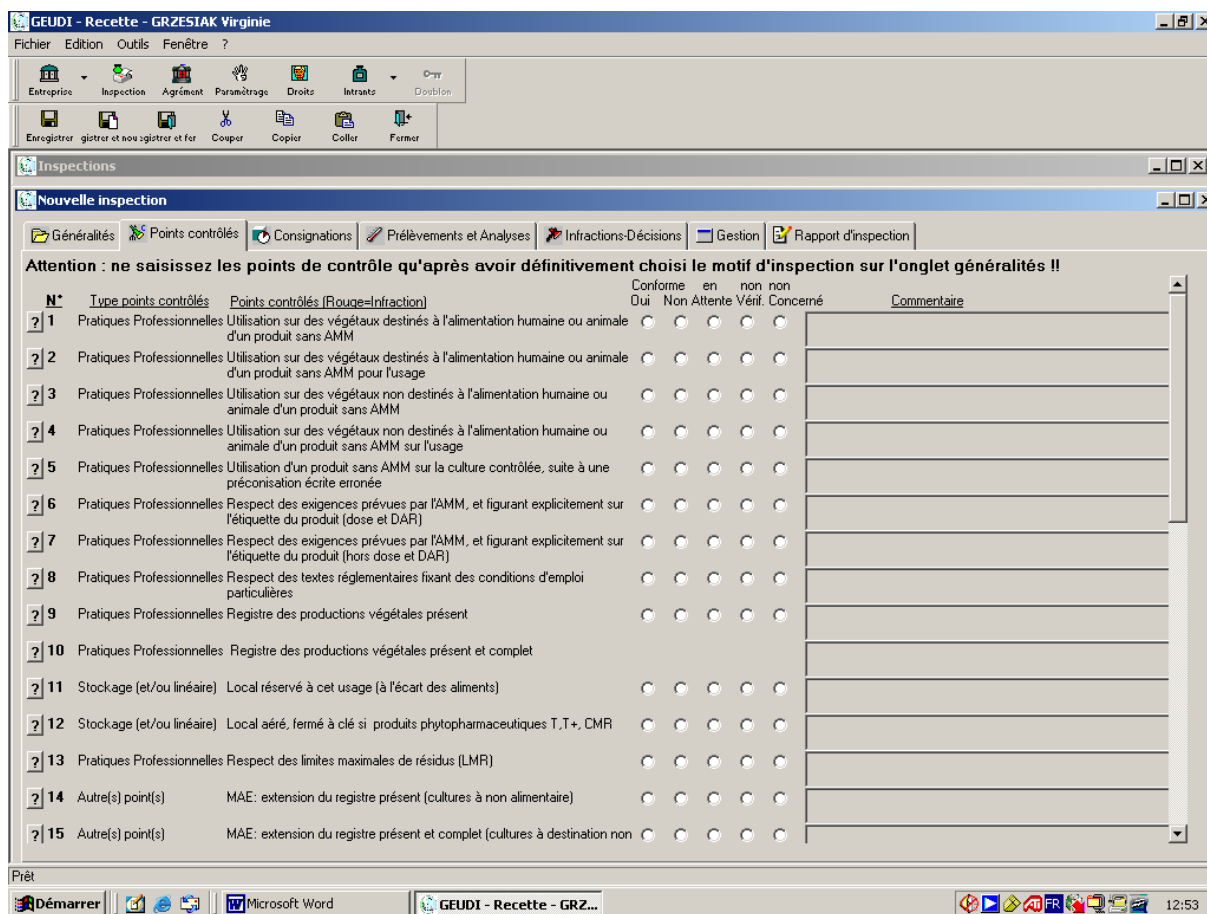 GEUDI - Recette - GRZESIAK Virginie
Fichier Edition Outils Fenêtre ?
Entreprise Inspection Agrément Paramètrage Droits Intrants Doublon
Enregistrer gistrer et nou gistrer et fer Couper Copier Coller Fermer
Inspections
Nouvelle inspection
Généralités Points contrôlés Consignations Prélèvements et Analyses Infractions-Décisions Gestion Rapport d'inspection
Attention : ne saisissez les points de contrôle qu'après avoir définitivement choisi le motif d'inspection sur l'onglet généralités !!
Conforme en non non
N° Type points contrôlés Points contrôlés (Rouge=Infraction) Oui Non Attente Vérif. Concerné Commentaire
? 1 Pratiques Professionnelles Utilisation sur des végétaux destinés à l'alimentation humaine ou animale
d'un produit sans AMM
? 2 Pratiques Professionnelles Utilisation sur des végétaux destinés à l'alimentation humaine ou animale
d'un produit sans AMM pour l'usage
? 3 Pratiques Professionnelles Utilisation sur des végétaux non destinés à l'alimentation humaine ou
animale d'un produit sans AMM
? 4 Pratiques Professionnelles Utilisation sur des végétaux non destinés à l'alimentation humaine ou
animale d'un produit sans AMM sur l'usage
? 5 Pratiques Professionnelles Utilisation d'un produit sans AMM sur la culture contrôlée, suite à une
préconisation écrite erronée
? 6 Pratiques Professionnelles Respect des exigences prévues par l'AMM, et figurant explicitement sur
l'étiquette du produit (dose et DAR)
? 7 Pratiques Professionnelles Respect des exigences prévues par l'AMM, et figurant explicitement sur
l'étiquette du produit (hors dose et DAR)
? 8 Pratiques Professionnelles Respect des textes réglementaires fixant des conditions d'emploi
particulières
? 9 Pratiques Professionnelles Registre des productions végétales présent
? 10 Pratiques Professionnelles Registre des productions végétales présent et complet
? 11 Stockage (et/ou linéaire) Local réservé à cet usage (à l'écart des aliments)
? 12 Stockage (et/ou linéaire) Local aéré, fermé à clé si produits phytopharmaceutiques T,T+, CMR
? 13 Pratiques Professionnelles Respect des limites maximales de résidus (LMR)
? 14 Autre(s) point(s) MAE: extension du registre présent (cultures à non alimentaire)
? 15 Autre(s) point(s) MAE: extension du registre présent et complet (cultures à destination non
Prêt
Démarrer Microsoft Word GEUDI - Recette - GRZ... FR 12:53